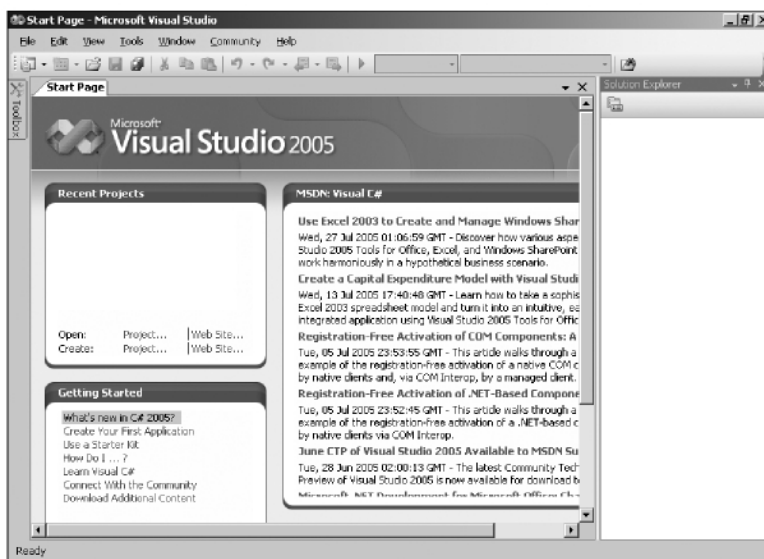 Start Page - Microsoft Visual Studio
File Edit View Tools Window Community Help
Toolbox
Start Page
Solution Explorer
Microsoft
Visual Studio 2005
Recent Projects
Open: Project... Web Site...
Create: Project... Web Site...
Getting Started
What's new in C# 2005?
Create Your First Application
Use a Starter Kit
How Do I ... ?
Learn Visual C#
Connect With the Community
Download Additional Content
MSDN: Visual C#
Use Excel 2003 to Create and Manage Windows Shar
Wed, 27 Jul 2005 01:06:59 GMT - Discover how various aspe
Studio 2005 Tools for Office, Excel, and Windows SharePoint
work harmoniously in a hypothetical business scenario.
Create a Capital Expenditure Model with Visual Studi
Wed, 13 Jul 2005 17:40:48 GMT - Learn how to take a sophis
Excel 2003 spreadsheet model and turn it into an intuitive, ea
integrated application using Visual Studio 2005 Tools for Offic
Registration-Free Activation of COM Components: A
Tue, 05 Jul 2005 23:53:55 GMT - This article walks through a
example of the registration-free activation of a native COM c
by native clients and, via COM Interop, by a managed client.
Registration-Free Activation of .NET-Based Compone
Tue, 05 Jul 2005 23:52:45 GMT - This article walks through a
example of the registration-free activation of a .NET-based c
by native clients via COM Interop.
June CTP of Visual Studio 2005 Available to MSDN Su
Tue, 28 Jun 2005 02:00:13 GMT - The latest Community Tech
Preview of Visual Studio 2005 is now available for download b
Microsoft .NET Development for Microsoft Office: Cha
Ready